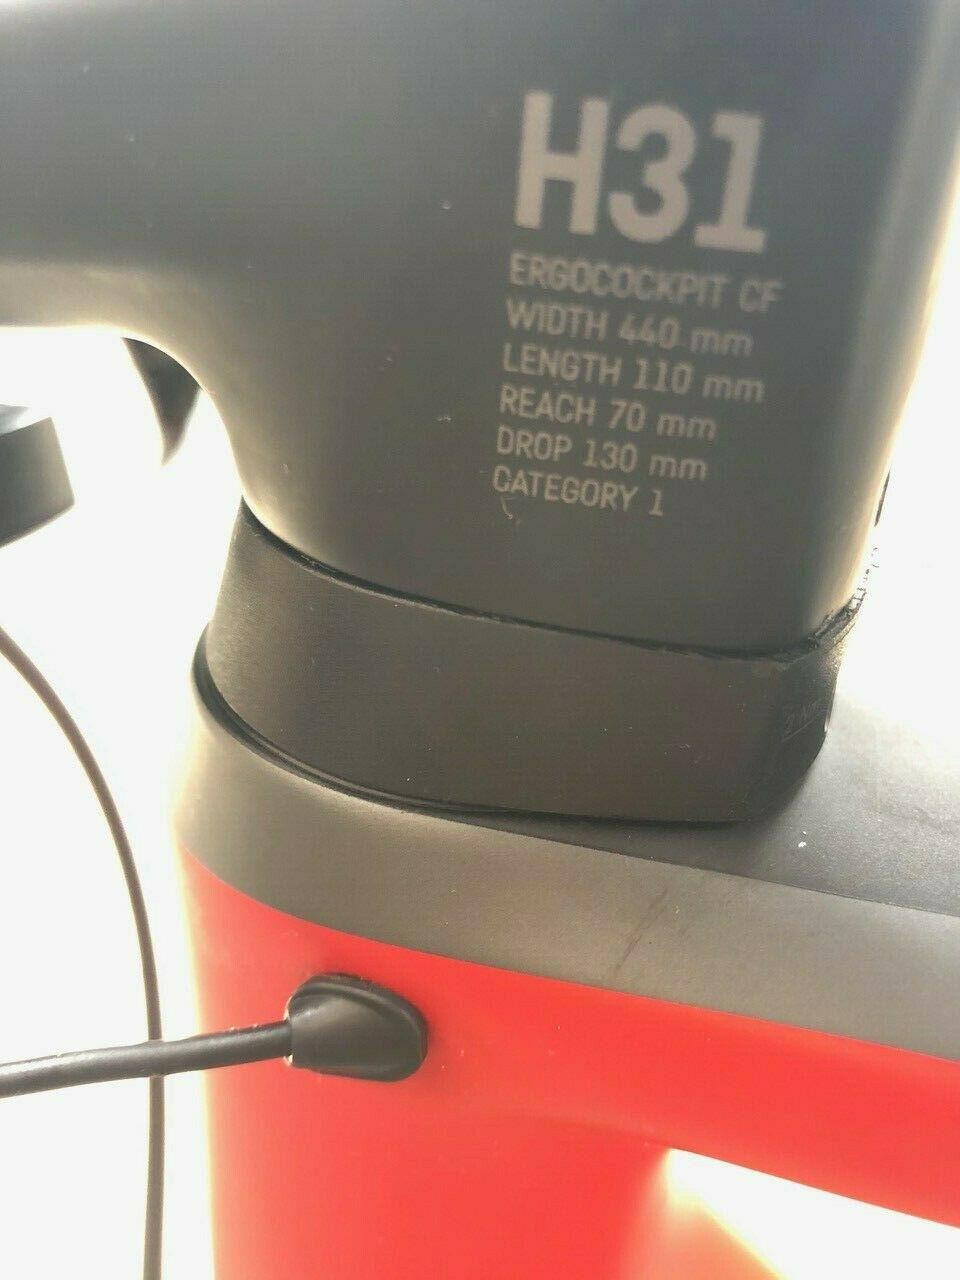 H31
ERGOCOCKPIT CF
WIDTH 440 mm
LENGTH 110 mm
REACH 70 mm
DROP 130 mm
CATEGORY 1